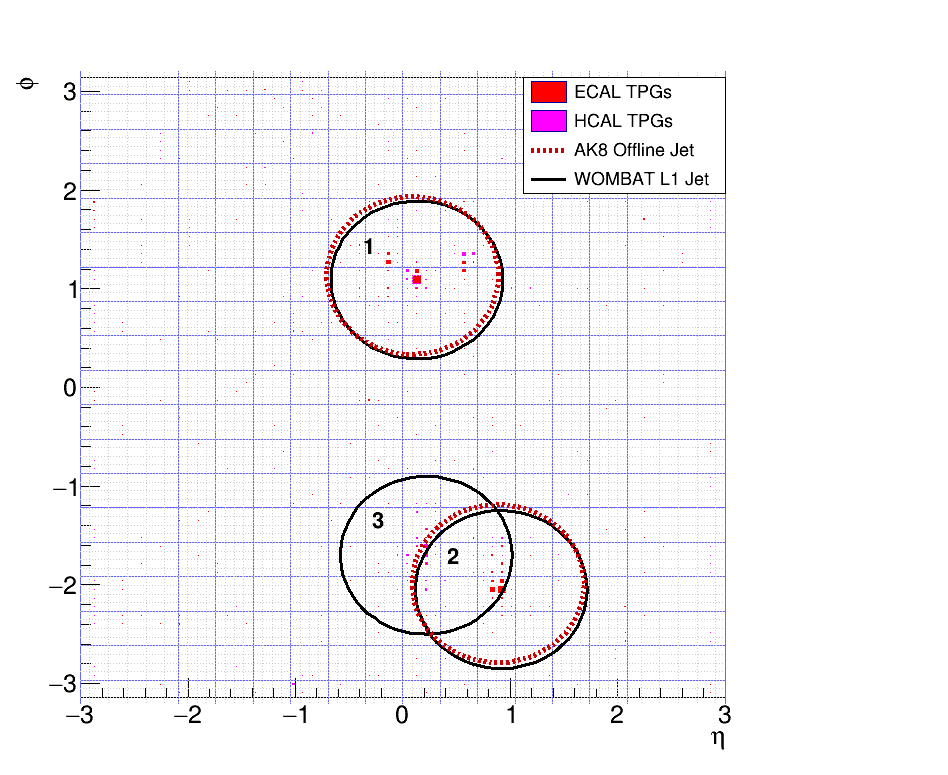 ϕ
3
2
1
0
−1
−2
−3
ECAL TPGs
HCAL TPGs
AK8 Offline Jet
WOMBAT L1 Jet
1
3
2
−3 −2 −1 0 1 2 3
η